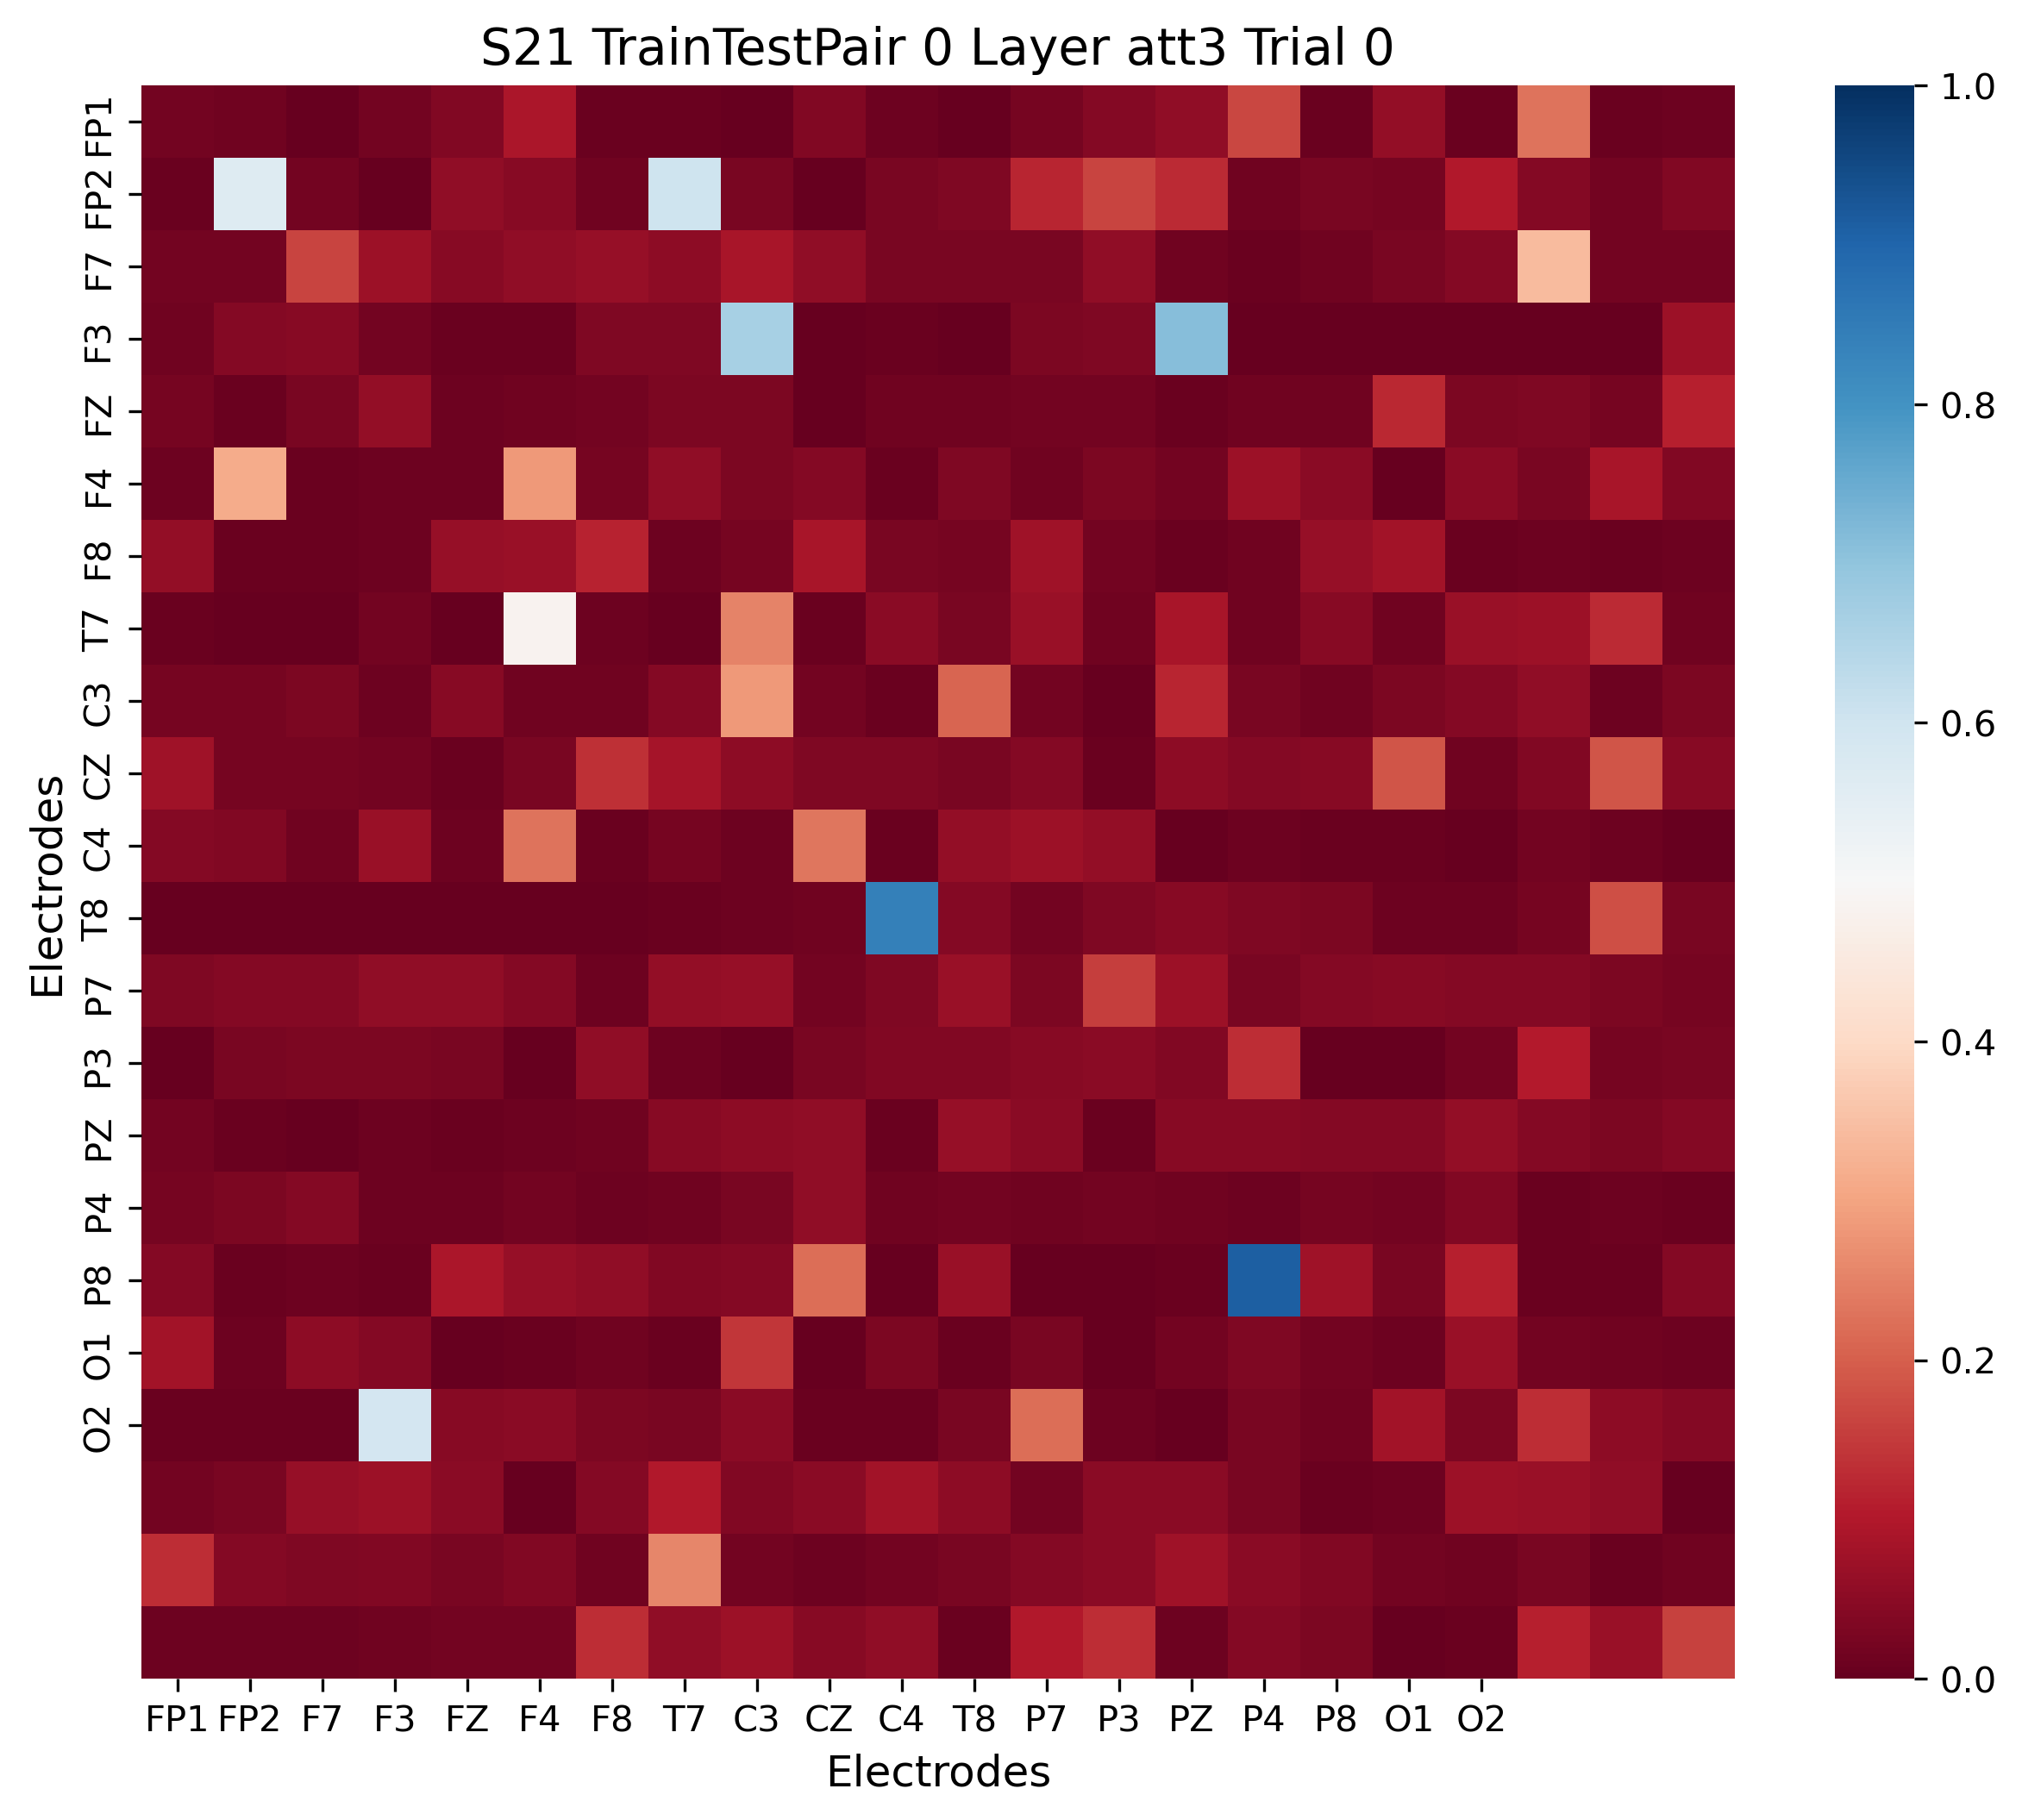 S21 TrainTestPair 0 Layer att3 Trial 0
Electrodes
FP1
FP2
F7
F3
FZ
F4
F8
T7
C3
CZ
C4
T8
P7
P3
PZ
P4
P8
O1
O2
FP1 FP2 F7 F3 FZ F4 F8 T7 C3 CZ C4 T8 P7 P3 PZ P4 P8 O1 O2
Electrodes
1.0
0.8
0.6
0.4
0.2
0.0